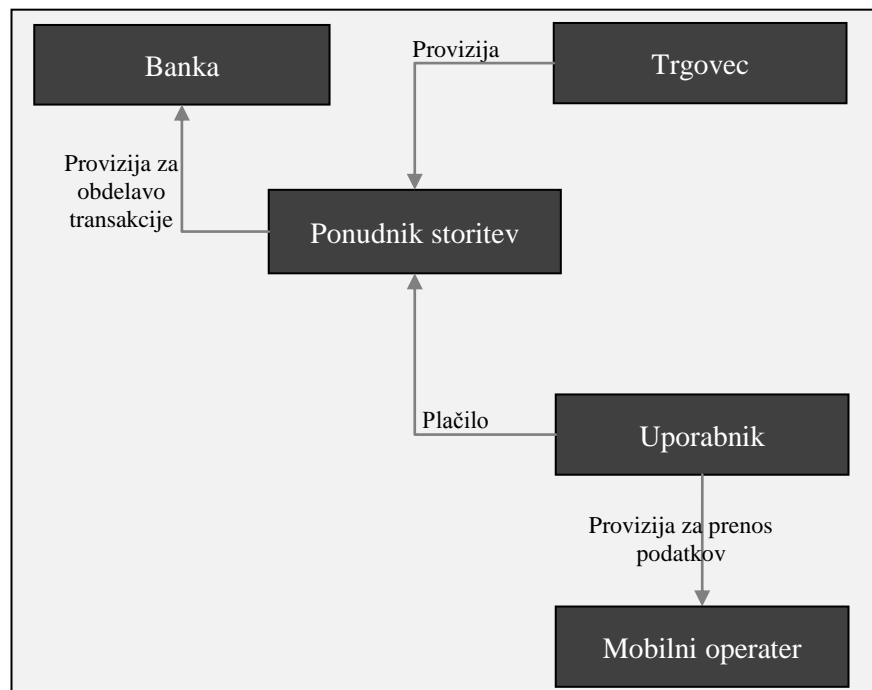 Provizija
Banka
Trgovec
Provizija za
obdelavo
transakcije
Ponudnik storitev
Plačilo
Uporabnik
Provizija za prenos
podatkov
Mobilni operater